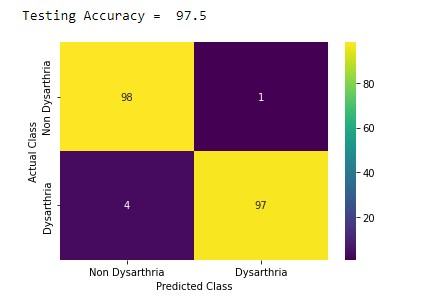 Testing Accuracy =  97.5
Non Dysarthria
98
1
80
60
Actual Class
40
Dysarthria
4
97
20
Non Dysarthria
Dysarthria
Predicted Class